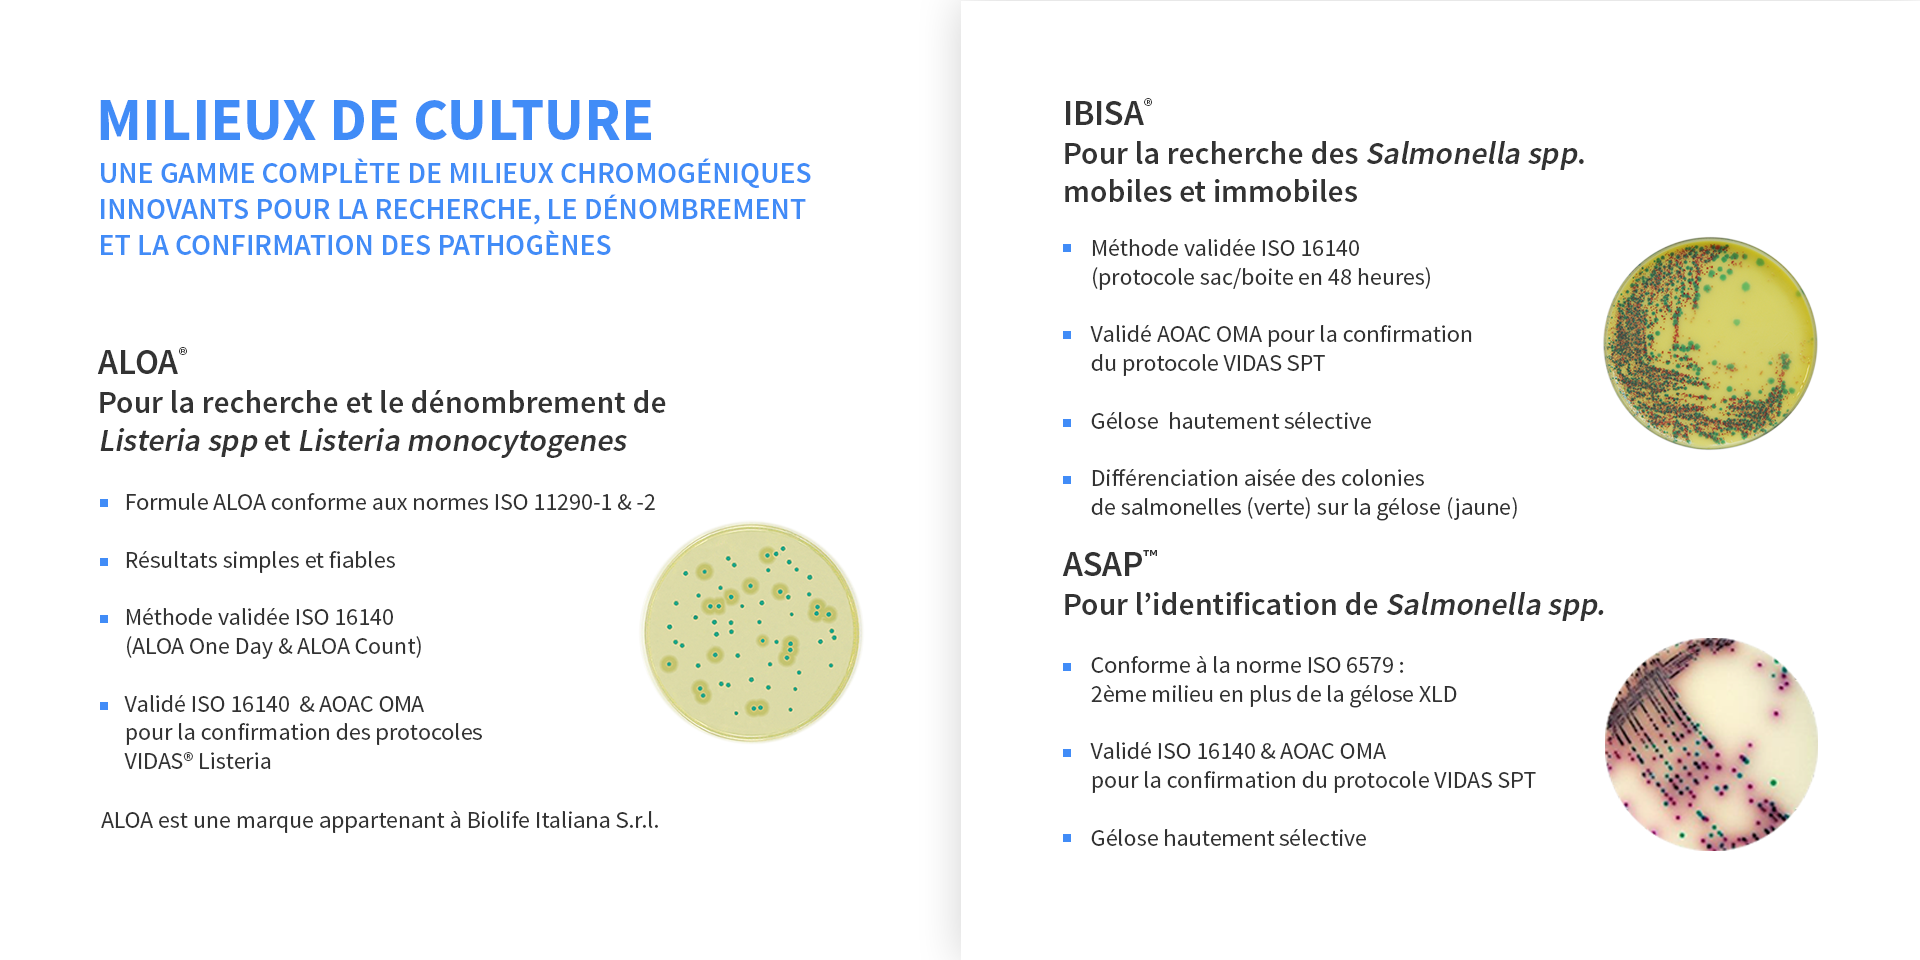 MILIEUX DE CULTURE
UNE GAMME COMPLÈTE DE MILIEUX CHROMOGÉNIQUES
INNOVANTS POUR LA RECHERCHE, LE DÉNOMBREMENT
ET LA CONFIRMATION DES PATHOGÈNES
ALOA®
Pour la recherche et le dénombrement de
Listeria spp et Listeria monocytogenes
Formule ALOA conforme aux normes ISO 11290-1 & -2
Résultats simples et fiables
Méthode validée ISO 16140
(ALOA One Day & ALOA Count)
Validé ISO 16140 & AOAC OMA
pour la confirmation des protocoles
VIDAS® Listeria
ALOA est une marque appartenant à Biolife Italiana S.r.l.
IBISA®
Pour la recherche des Salmonella spp.
mobiles et immobiles
Méthode validée ISO 16140
(protocole sac/boite en 48 heures)
Validé AOAC OMA pour la confirmation
du protocole VIDAS SPT
Gélose hautement sélective
Différenciation aisée des colonies
de salmonelles (verte) sur la gélose (jaune)
ASAP™
Pour l’identification de Salmonella spp.
Conforme à la norme ISO 6579 :
2ème milieu en plus de la gélose XLD
Validé ISO 16140 & AOAC OMA
pour la confirmation du protocole VIDAS SPT
Gélose hautement sélective